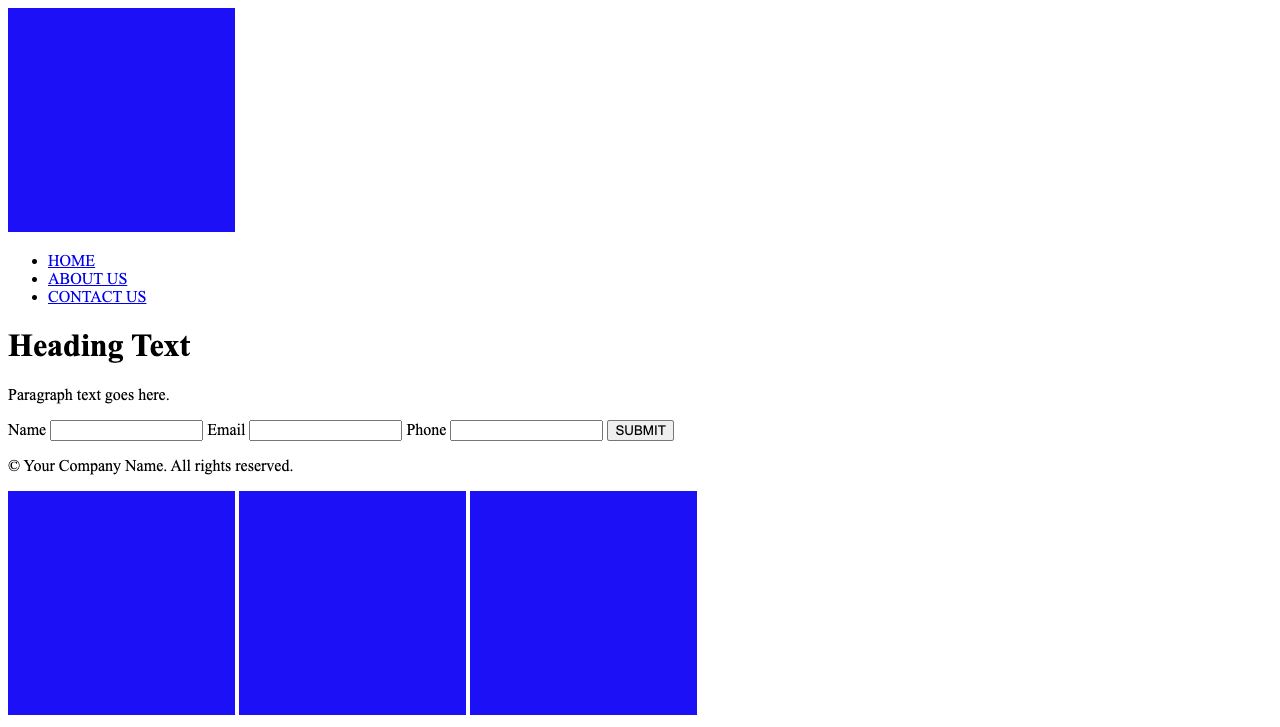 HOME
ABOUT US
CONTACT US
Heading Text
Paragraph text goes here.
Name Email Phone SUBMIT
© Your Company Name. All rights reserved.